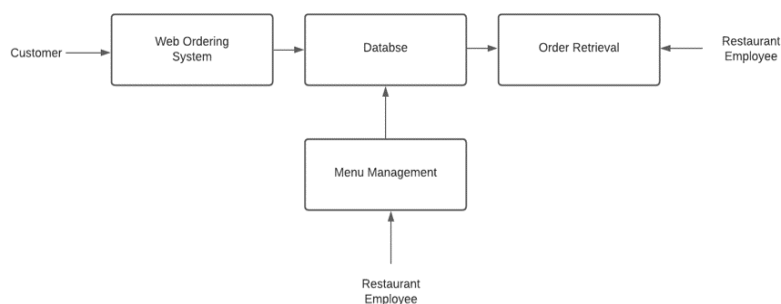 Customer
Web Ordering
System
Databse
Order Retrieval
Restaurant
Employee
Menu Management
Restaurant
Employee